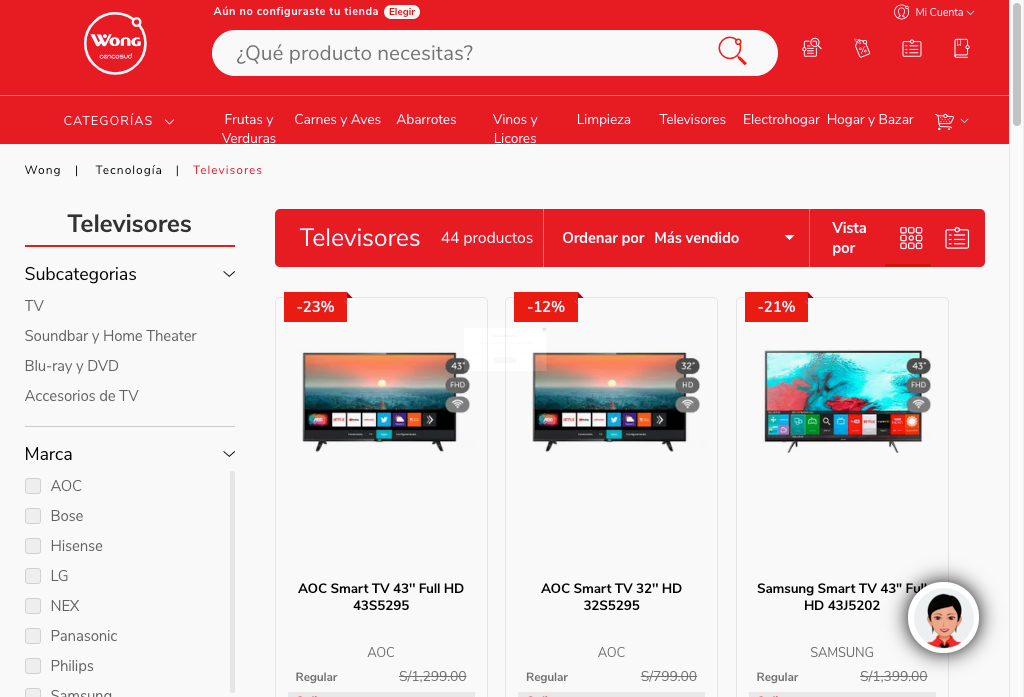 Aún no configuraste tu tienda Elegir
Mi Cuenta
Wong
cencosud
¿Qué producto necesitas?
CATEGORÍAS
Frutas y Verduras
Carnes y Aves
Abarrotes
Vinos y Licores
Limpieza
Televisores
Electrohogar
Hogar y Bazar
Wong | Tecnología | Televisores
Televisores
Subcategorias
TV
Soundbar y Home Theater
Blu-ray y DVD
Accesorios de TV
Marca
AOC
Bose
Hisense
LG
NEX
Panasonic
Philips
Samsung
Televisores 44 productos
Ordenar por Más vendido
Vista por
-23%
43"
FHD
AOC Smart TV 43" Full HD
43S5295
AOC
Regular S/1,299.00
-12%
32"
HD
AOC Smart TV 32" HD
32S5295
AOC
Regular S/799.00
-21%
43"
FHD
Samsung Smart TV 43" Full
HD 43J5202
SAMSUNG
Regular S/1,399.00